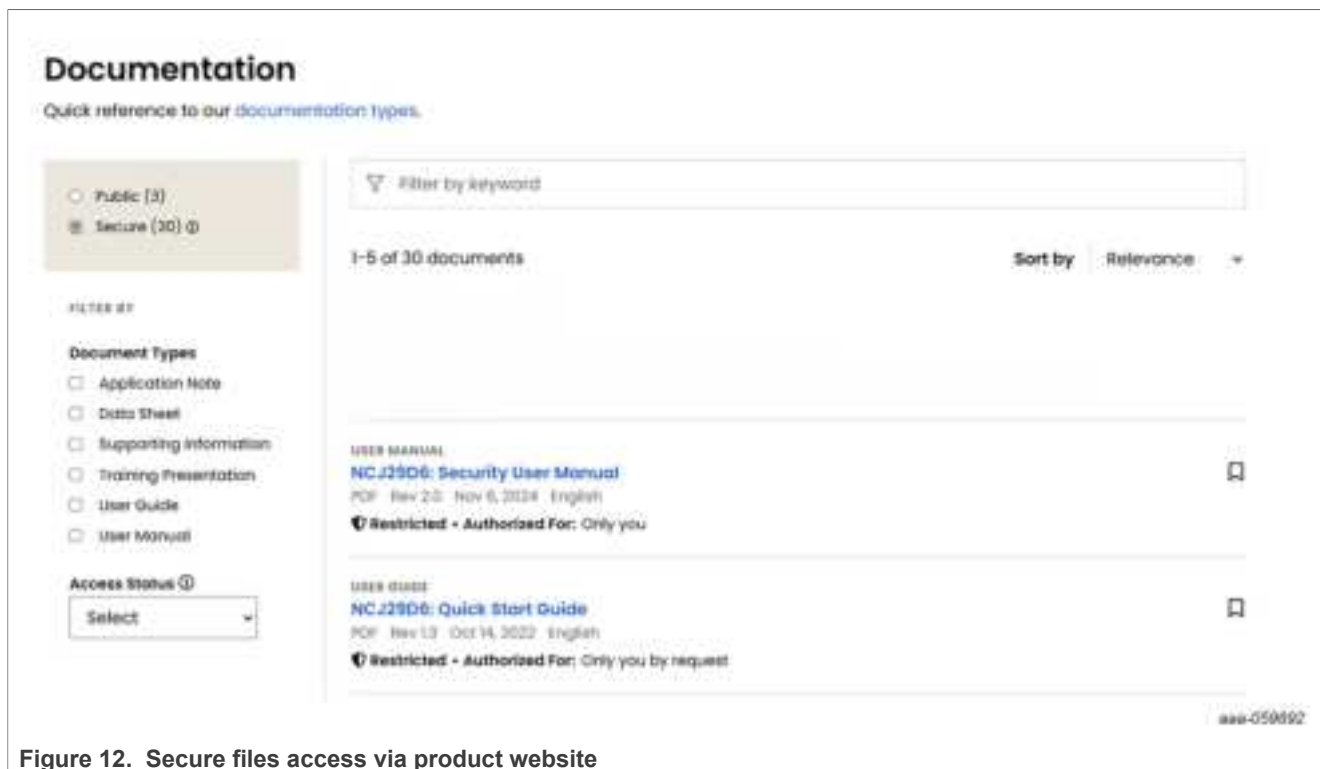 Documentation
Quick reference to our documentation types.
Public (3)
Secure (30)
FILTER BY
Document Types
Application Note
Data Sheet
Supporting Information
Training Presentation
User Guide
User Manual
Access Status
Select
Filter by keyword
1-5 of 30 documents
Sort by Relevance
USER MANUAL
NCJ29D6: Security User Manual
PDF Rev 2.0 Nov 6, 2024 English
Restricted • Authorized For: Only you
USER GUIDE
NCJ29D6: Quick Start Guide
PDF Rev 1.3 Oct 14, 2022 English
Restricted • Authorized For: Only you by request
aaa-059692
Figure 12. Secure files access via product website